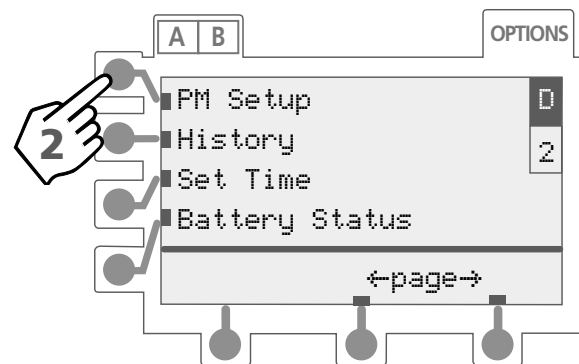 A B
OPTIONS
PM Setup
D
2
History
2
Set Time
Battery Status
←page→